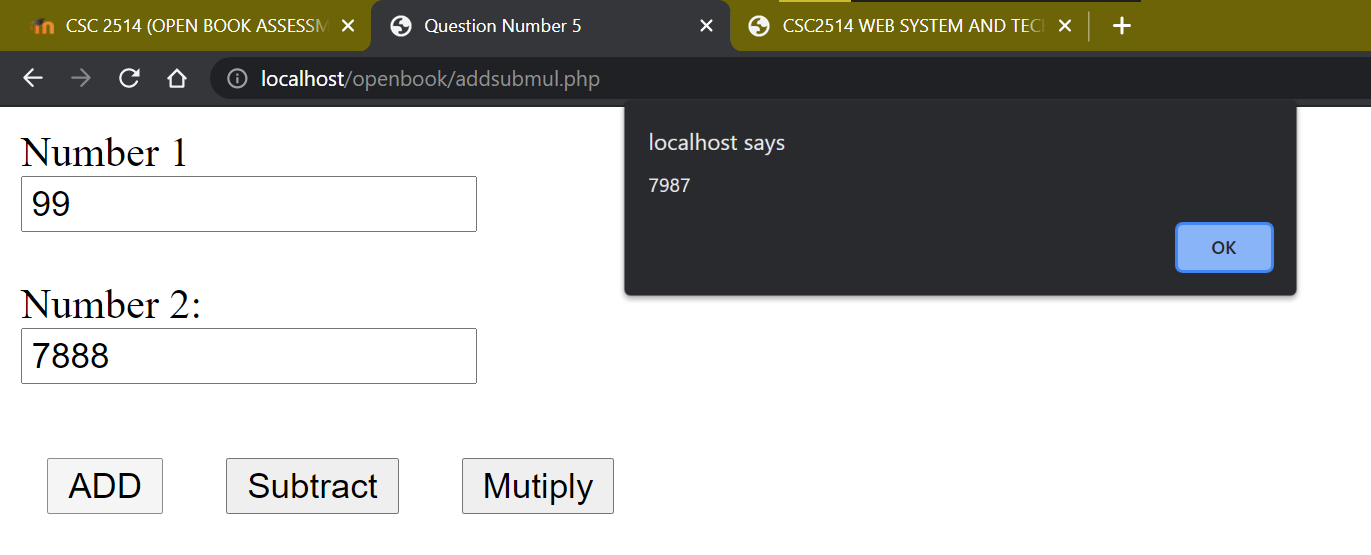 CSC 2514 (OPEN BOOK ASSESSM
Question Number 5
CSC2514 WEB SYSTEM AND TEC
localhost/openbook/addsubmul.php
localhost says
7987
OK
Number 1
99
Number 2:
7888
ADD
Subtract
Mutiply